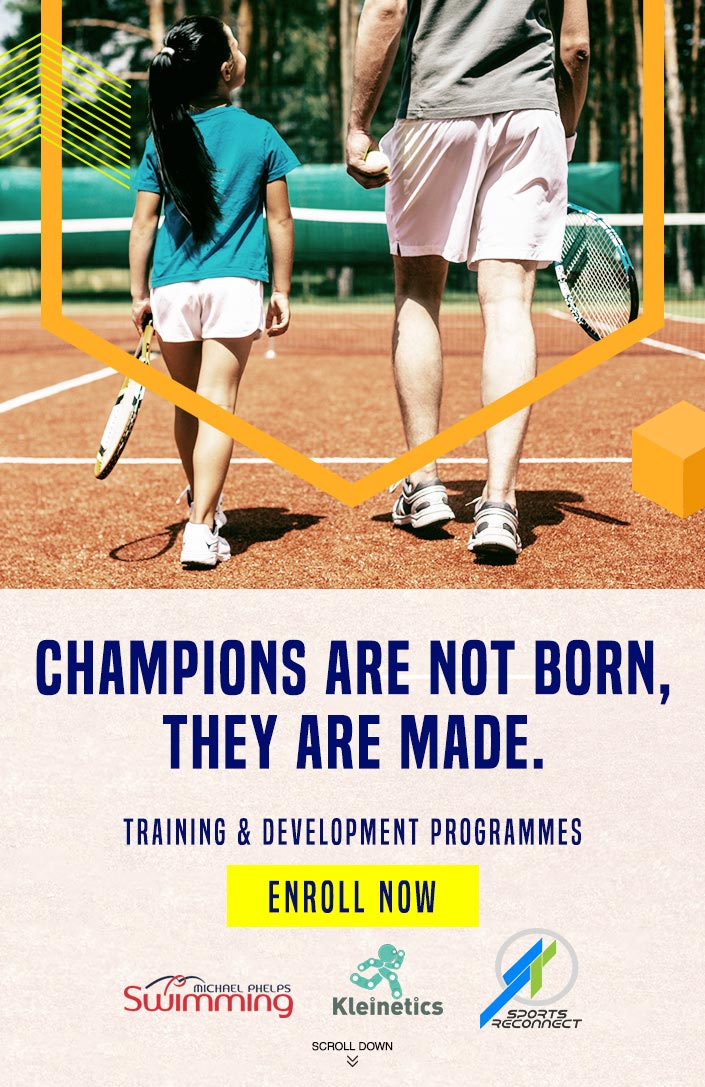 CHAMPIONS ARE NOT BORN,
THEY ARE MADE.
TRAINING & DEVELOPMENT PROGRAMMES
ENROLL NOW
MICHAEL PHELPS
Swimming
Kleinetics
SPORTS
RECONNECT
SCROLL DOWN